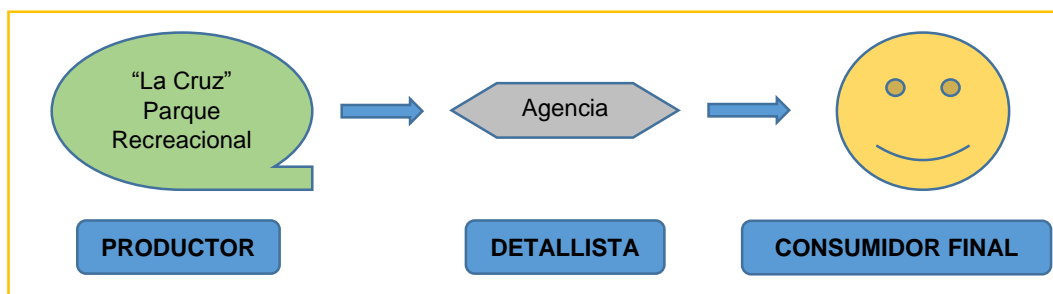 “La Cruz”
Parque
Recreacional
Agencia
PRODUCTOR
DETALLISTA
CONSUMIDOR FINAL